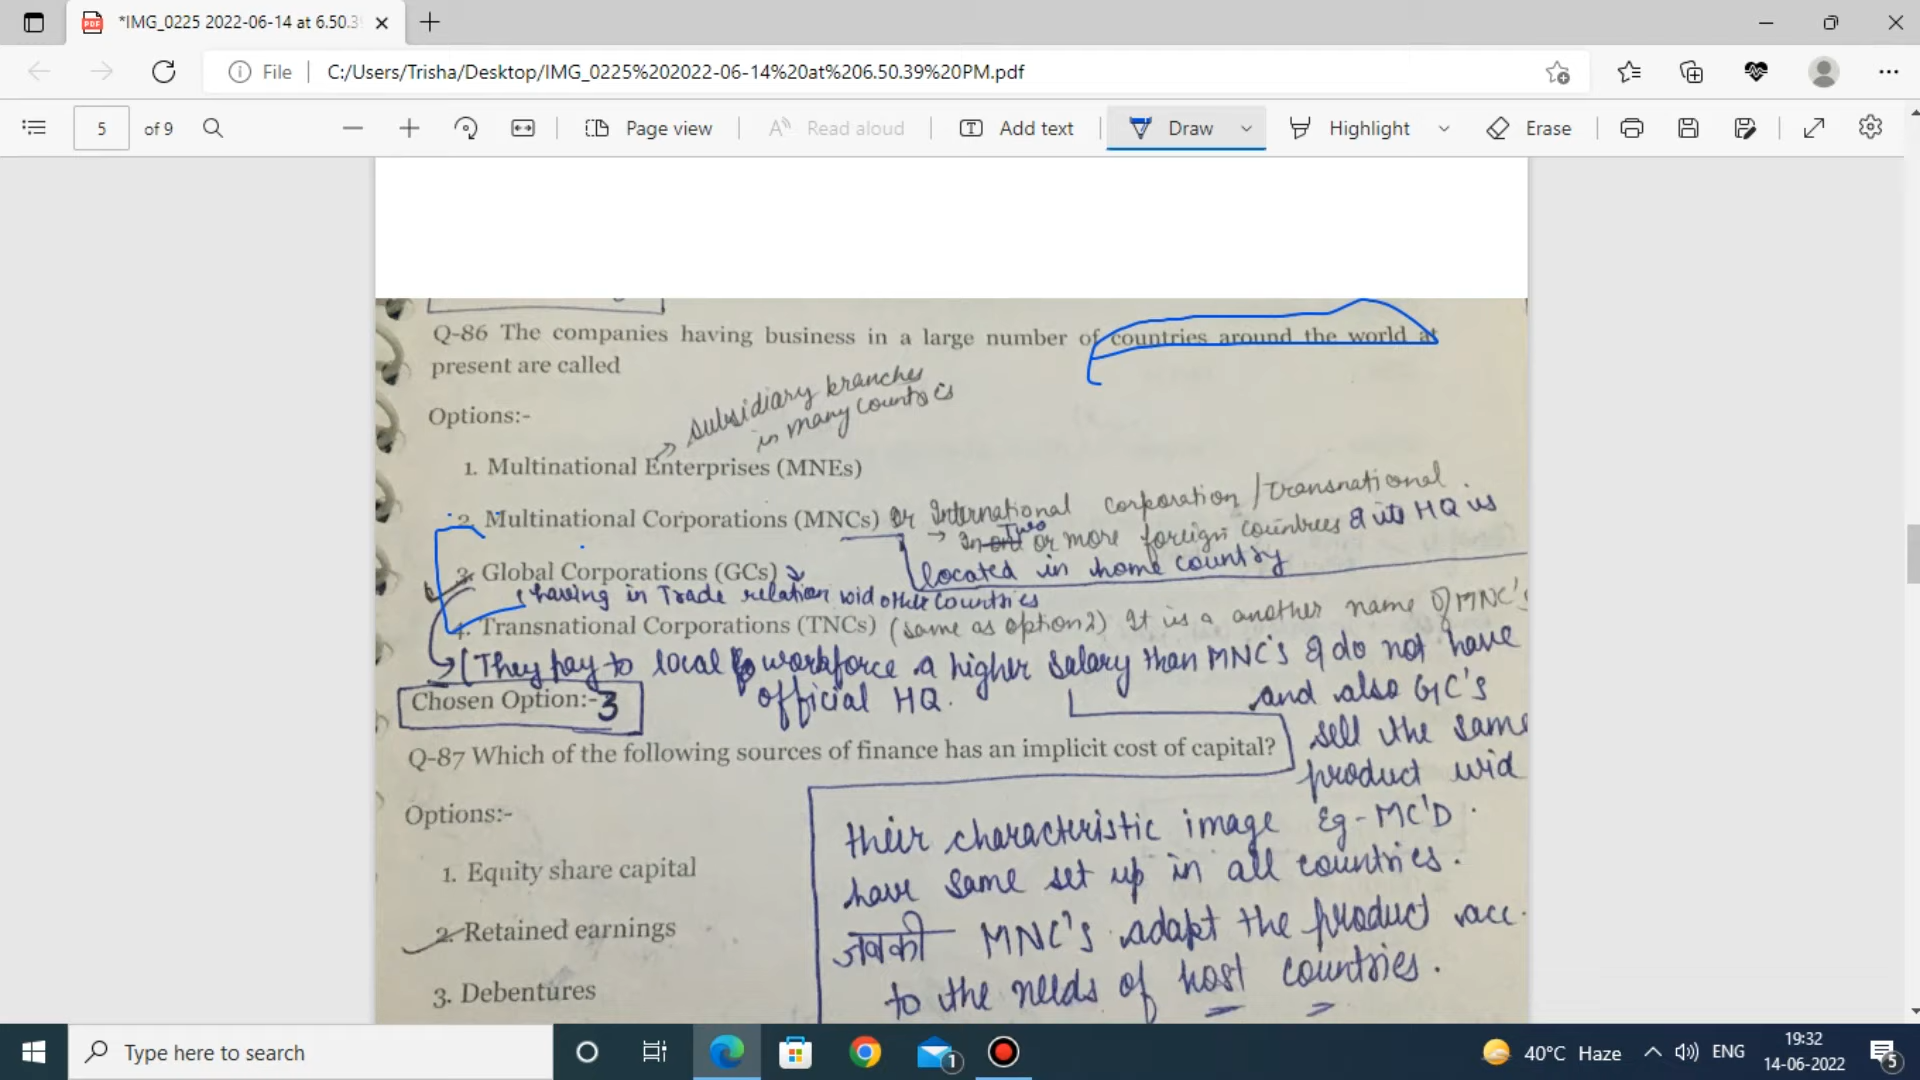 *IMG_0225 2022-06-14 at 6.50.3
File
C:/Users/Trisha/Desktop/IMG_0225%202022-06-14%20at%206.50.39%20PM.pdf
5 of 9
Page view
Read aloud
Add text
Draw
Highlight
Erase
Q-86 The companies having business in a large number of countries around the world at
present are called
subsidiary branches
in many countries
Options:-
1. Multinational Enterprises (MNEs)
2. Multinational Corporations (MNCs) or International Corporation / Transnational.
→ In Two or more foreign countries & its HQ is
located in home country
3. Global Corporations (GCs)
having in Trade relation wid other countries
4. Transnational Corporations (TNCs) (same as option 2) It is a another name of MNC's
(They pay to local workforce a higher salary than MNC's & do not have
official HQ.
Chosen Option:- 3
and also GC's
sell the same
product wid
Q-87 Which of the following sources of finance has an implicit cost of capital?
their characteristic image Eg - MC'D.
have same set up in all countries.
जबकी MNC's adapt the product acc.
to the needs of host countries.
Options:-
1. Equity share capital
2. Retained earnings
3. Debentures
Type here to search
1
40°C Haze
ENG
19:32
14-06-2022
5